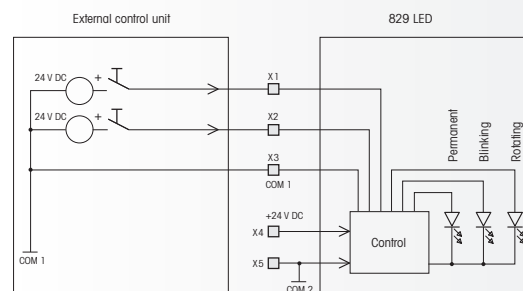 External control unit
829 LED
24 V DC
+
X1
24 V DC
+
X2
X3
COM 1
COM 1
+24 V DC
X4
X5
COM 2
Control
Permanent
Blinking
Rotating